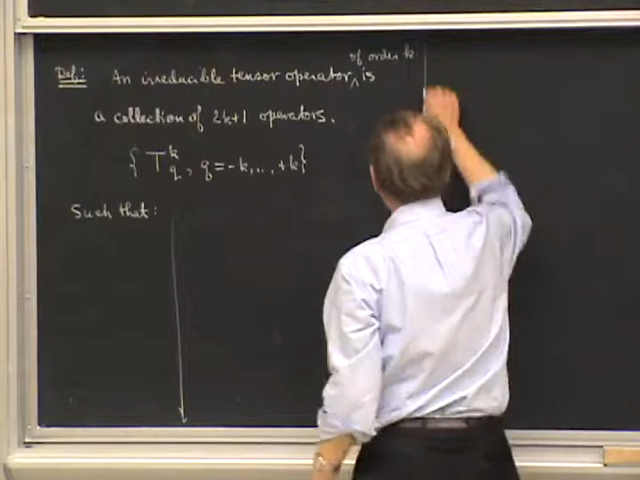 of order k
Def: An irreducible tensor operator ^ is
a collection of 2k+1 operators.
{ T^k_q, q=-k,..., +k}
Such that: